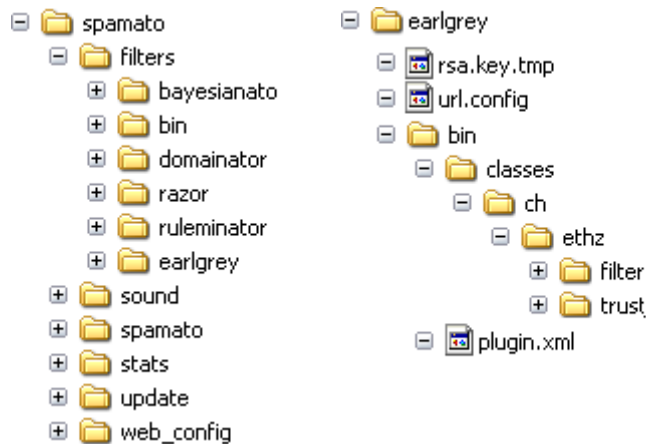 spamato
filters
bayesianato
bin
domainator
razor
ruleminator
earlgrey
sound
spamato
stats
update
web_config
earlgrey
rsa.key.tmp
url.config
bin
classes
ch
ethz
filter
trust
plugin.xml